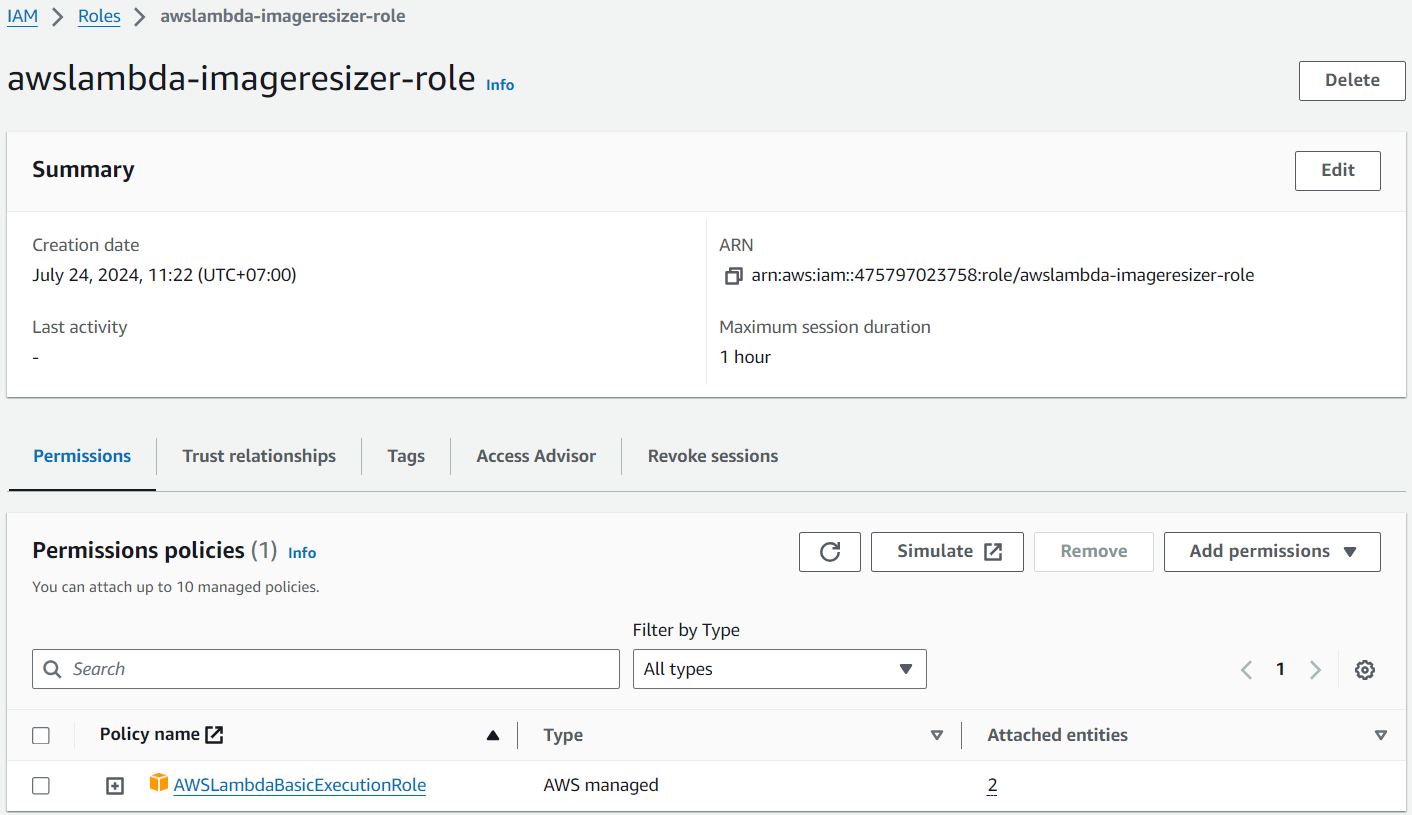 IAM > Roles > awslambda-imageresizer-role
awslambda-imageresizer-role Info
Delete
Summary
Edit
Creation date
July 24, 2024, 11:22 (UTC+07:00)
ARN
arn:aws:iam::475797023758:role/awslambda-imageresizer-role
Last activity
-
Maximum session duration
1 hour
Permissions Trust relationships Tags Access Advisor Revoke sessions
Permissions policies (1) Info
Simulate Remove Add permissions
You can attach up to 10 managed policies.
Filter by Type
Search All types 1
Policy name Type Attached entities
AWSLambdaBasicExecutionRole AWS managed 2